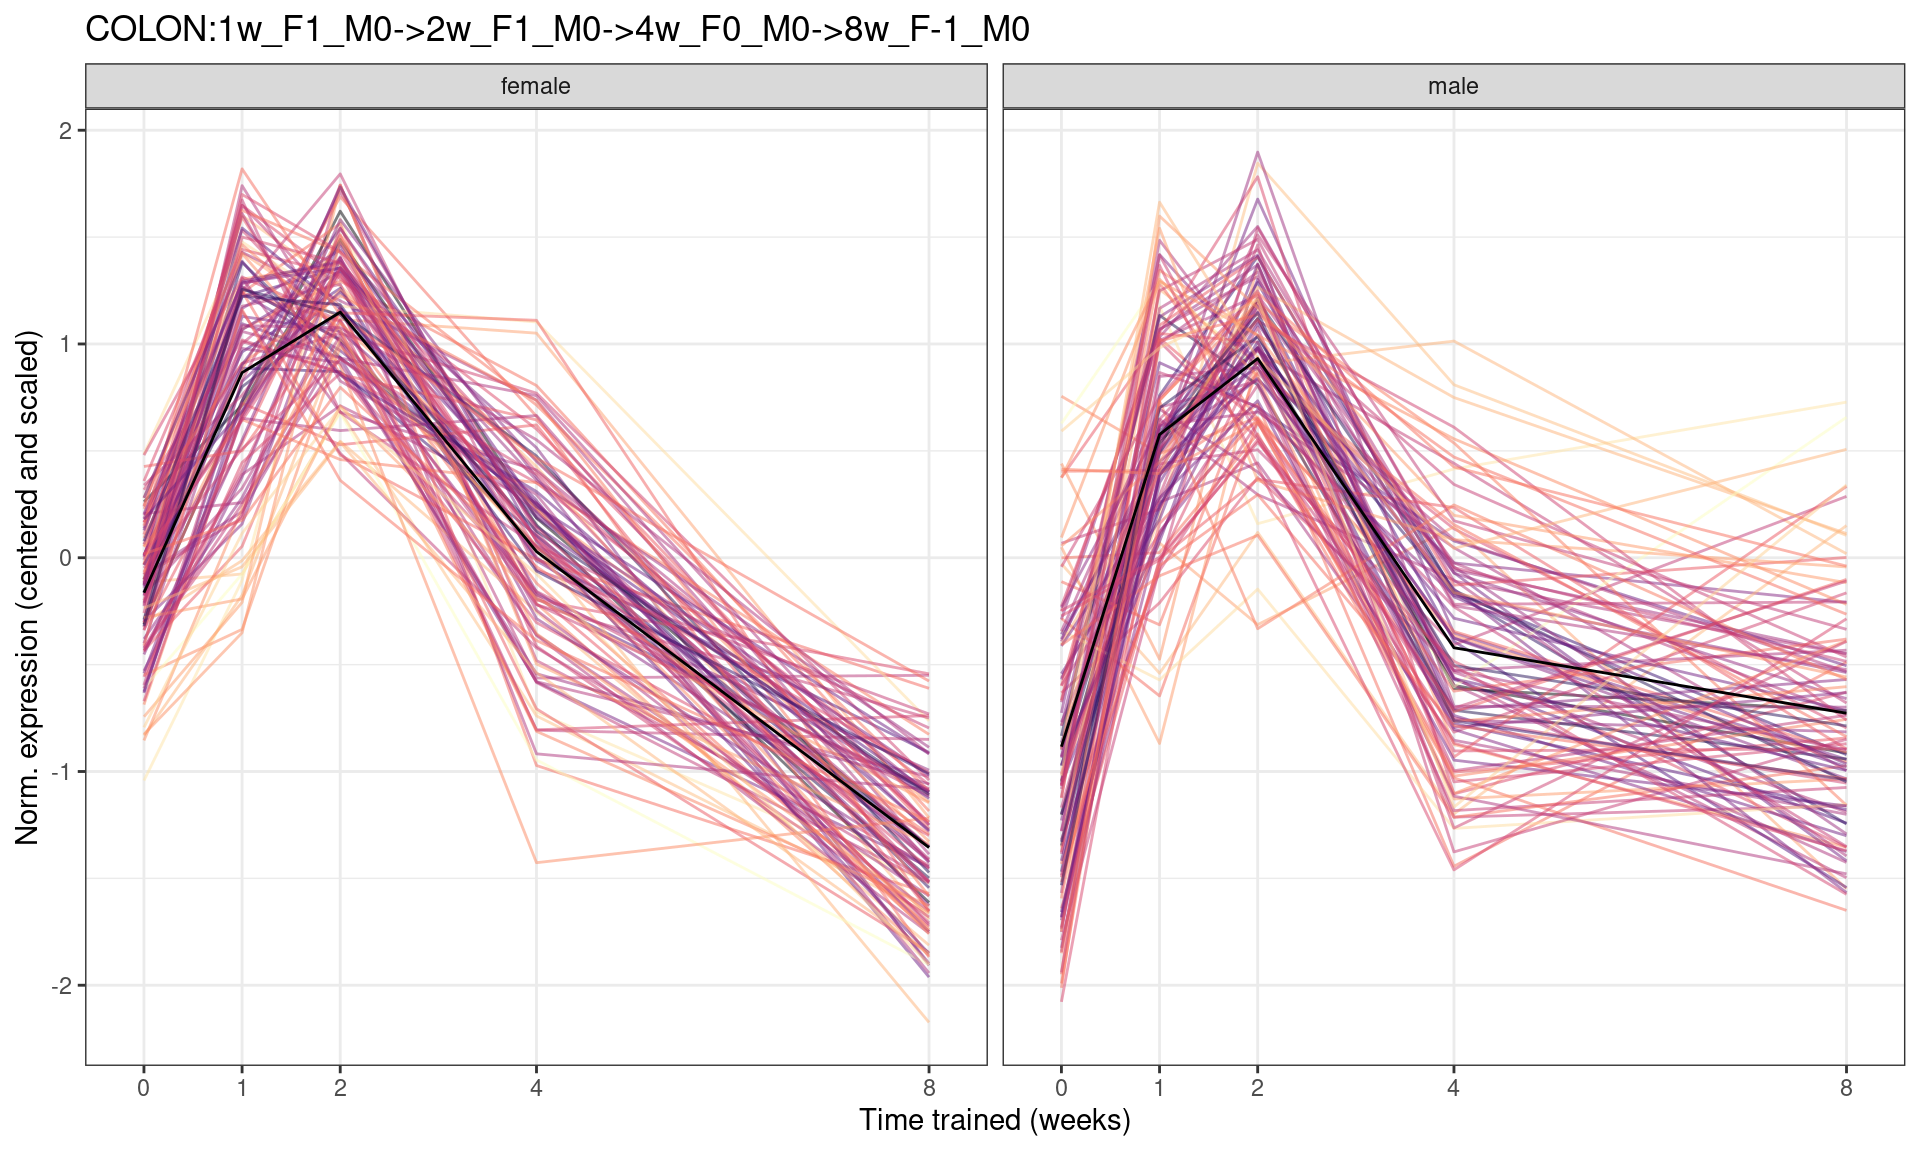 COLON:1w_F1_M0->2w_F1_M0->4w_F0_M0->8w_F-1_M0
female
male
Norm. expression (centered and scaled)
2
1
0
-1
-2
0 1 2 4 8
0 1 2 4 8
Time trained (weeks)